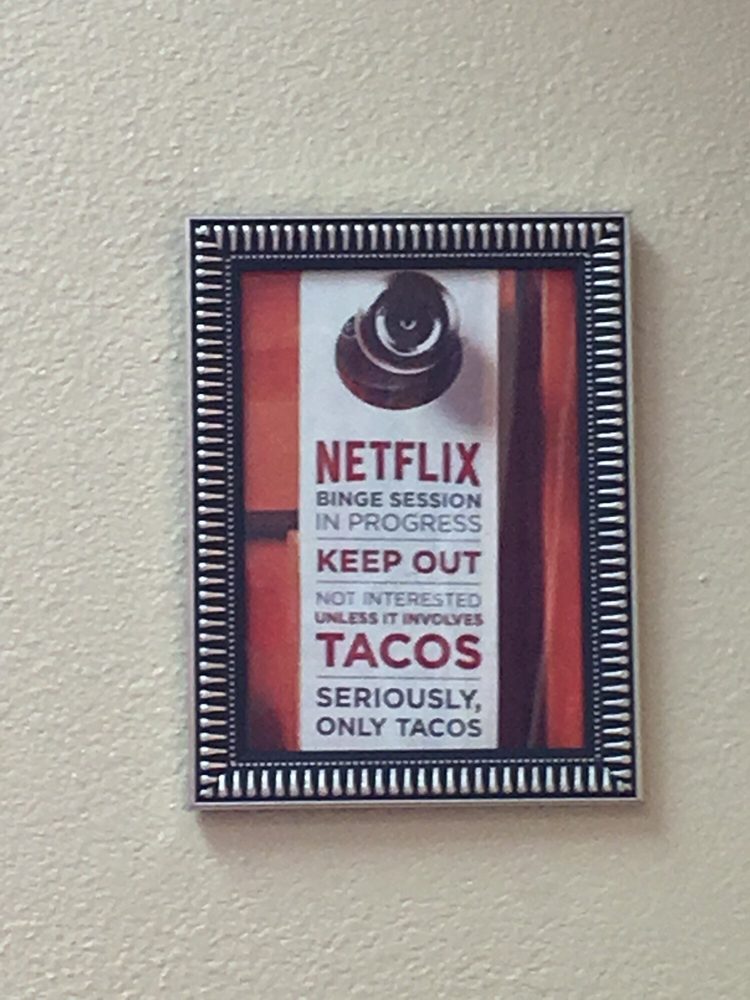 NETFLIX
BINGE SESSION
IN PROGRESS
KEEP OUT
NOT INTERESTED
UNLESS IT INVOLVES
TACOS
SERIOUSLY,
ONLY TACOS